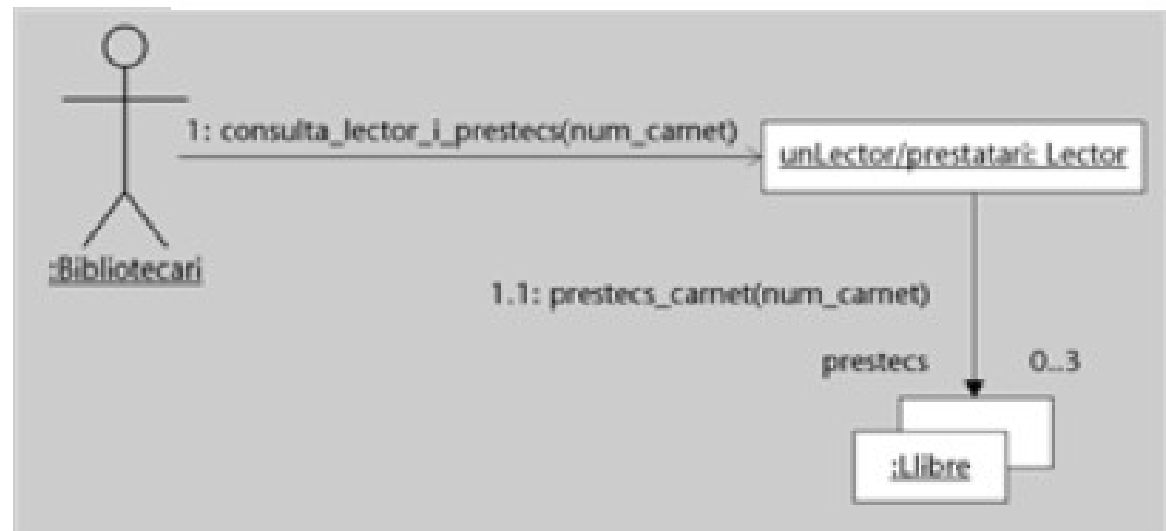 1: consulta_lector_i_prestecs(num_carnet)
unLector/prestatari: Lector
:Bibliotecari
1.1: prestecs_carnet(num_carnet)
prestecs
0..3
:Llibre